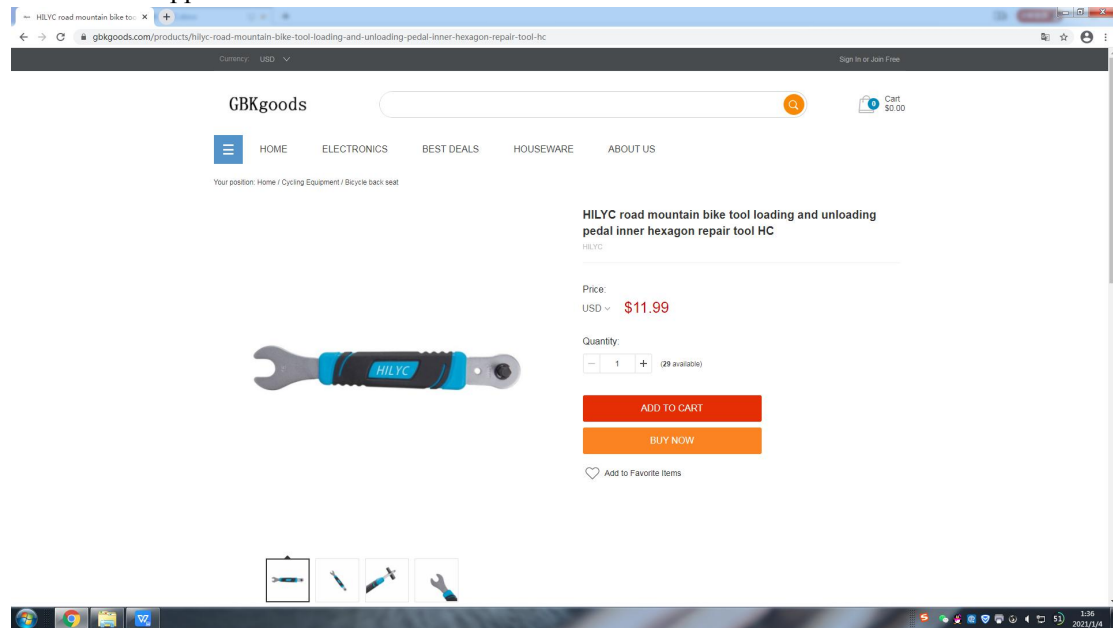 HILYC road mountain bike too
gbkgoods.com/products/hilyc-road-mountain-bike-tool-loading-and-unloading-pedal-inner-hexagon-repair-tool-hc
Currency: USD
Sign In or Join Free
GBKgoods
0
Cart
$0.00
HOME ELECTRONICS BEST DEALS HOUSEWARE ABOUT US
Your position: Home / Cycling Equipment / Bicycle back seat
HILYC road mountain bike tool loading and unloading
pedal inner hexagon repair tool HC
HILYC
Price:
USD $11.99
Quantity:
1 (29 available)
HILYC
ADD TO CART
BUY NOW
Add to Favorite Items
51
1:36
2021/1/4